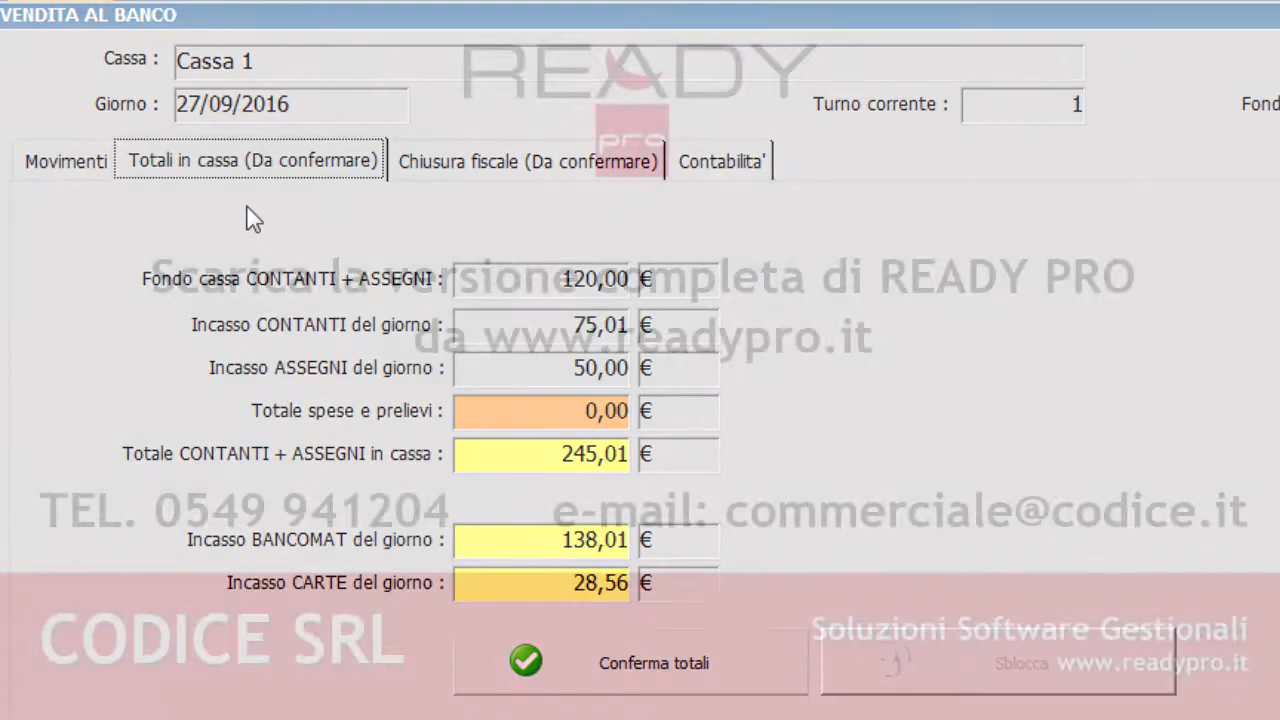 VENDITA AL BANCO
READY
pro
Cassa : Cassa 1
Giorno : 27/09/2016 Turno corrente : 1 Fond
Movimenti Totali in cassa (Da confermare) Chiusura fiscale (Da confermare) Contabilita'
Fondo cassa CONTANTI + ASSEGNI : 120,00 €
Scarica la versione completa di READY PRO
Incasso CONTANTI del giorno : 75,01 €
da www.readypro.it
Incasso ASSEGNI del giorno : 50,00 €
Totale spese e prelievi : 0,00 €
Totale CONTANTI + ASSEGNI in cassa : 245,01 €
TEL. 0549 941204 e-mail: commerciale@codice.it
Incasso BANCOMAT del giorno : 138,01 €
Incasso CARTE del giorno : 28,56 €
CODICE SRL
Soluzioni Software Gestionali
www.readypro.it
Conferma totali Sblocca